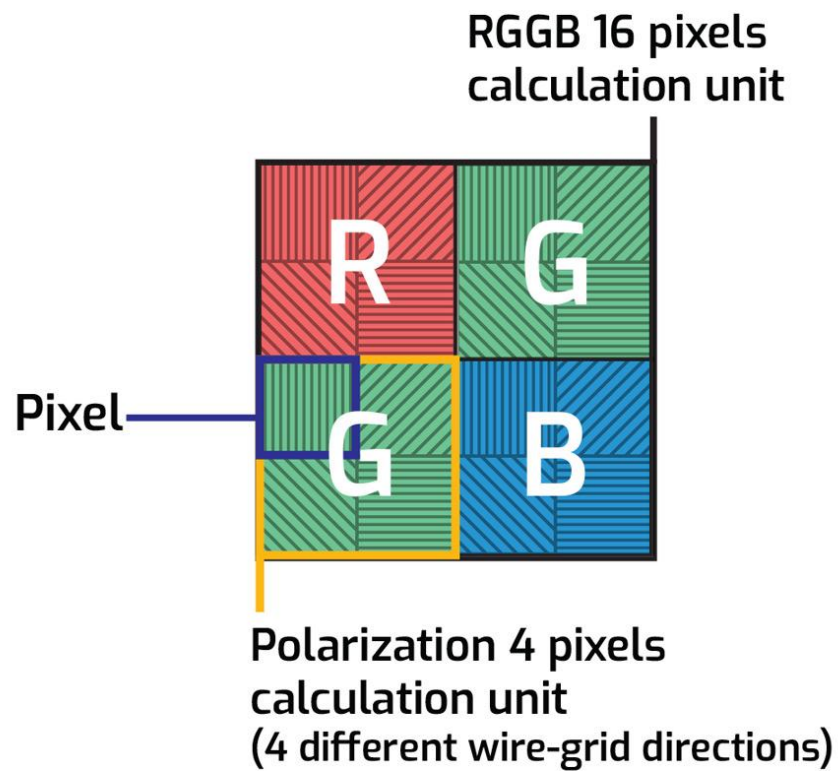 RGGB 16 pixels
calculation unit
R
G
Pixel
G
B
Polarization 4 pixels
calculation unit
(4 different wire-grid directions)